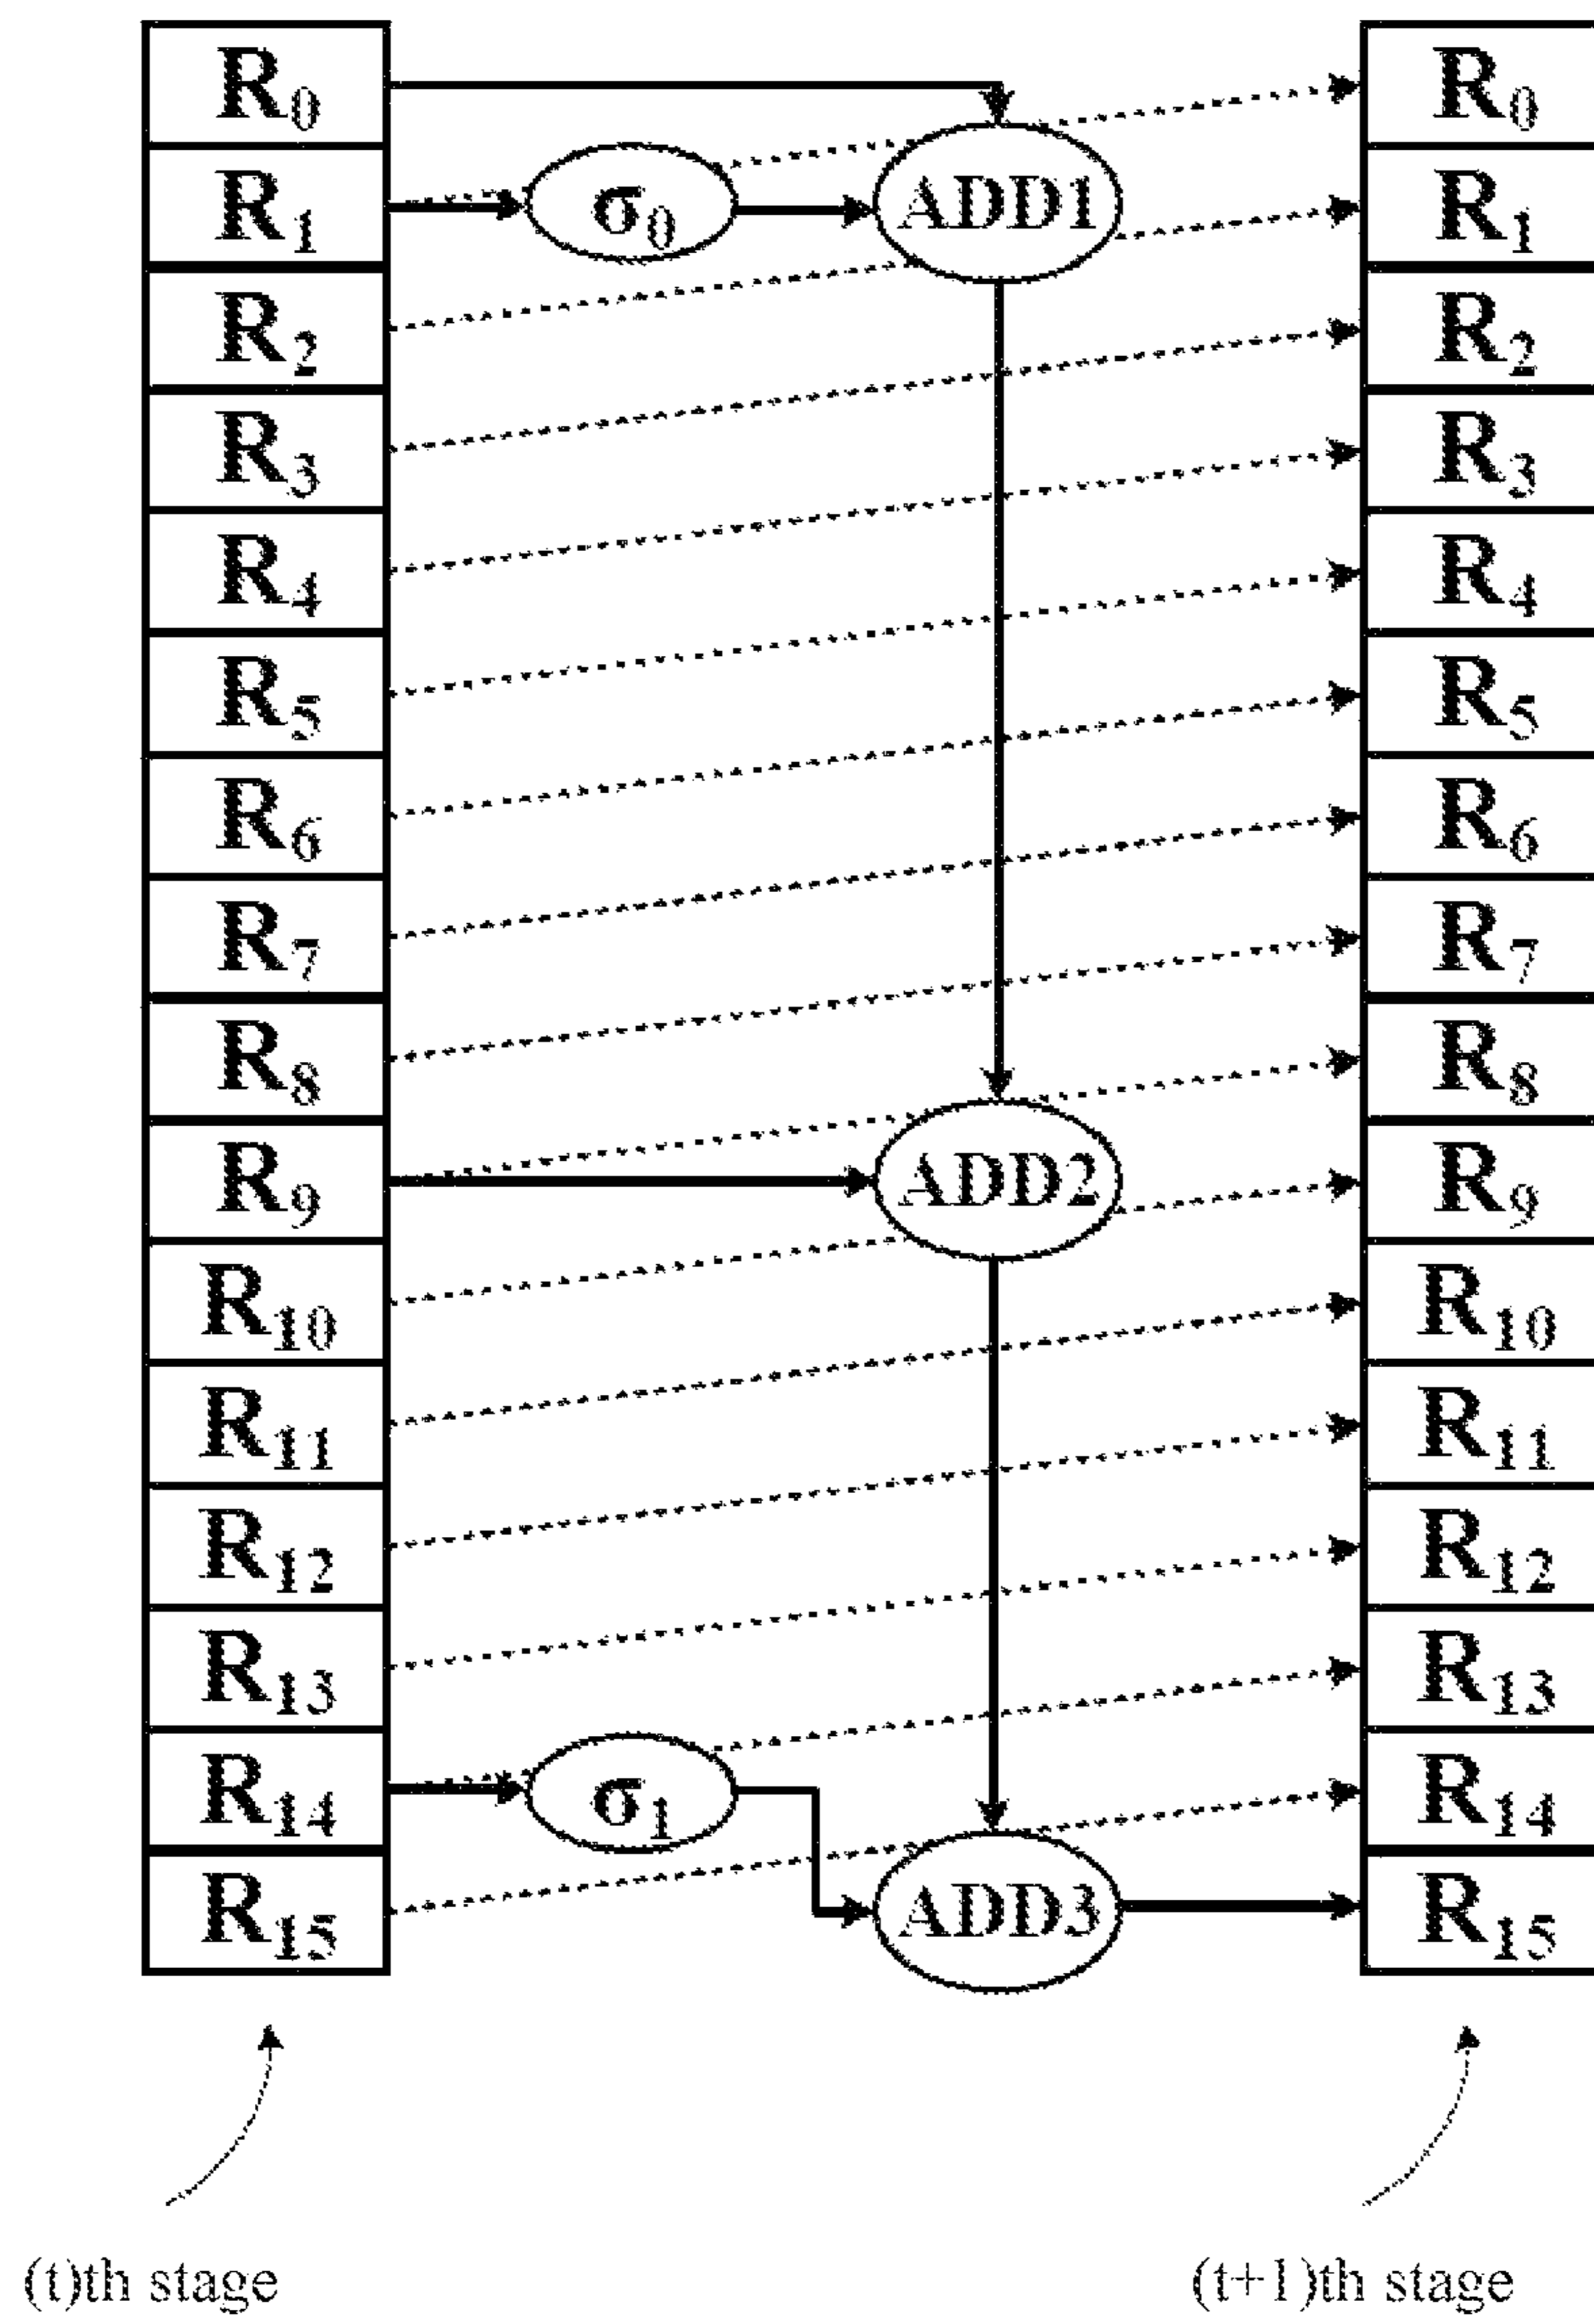 R0 R0
R1 σ0 ADD1 R1
R2 R2
R3 R3
R4 R4
R5 R5
R6 R6
R7 R7
R8 R8
R9 ADD2 R9
R10 R10
R11 R11
R12 R12
R13 R13
R14 σ1 R14
R15 ADD3 R15
(t)th stage (t+1)th stage